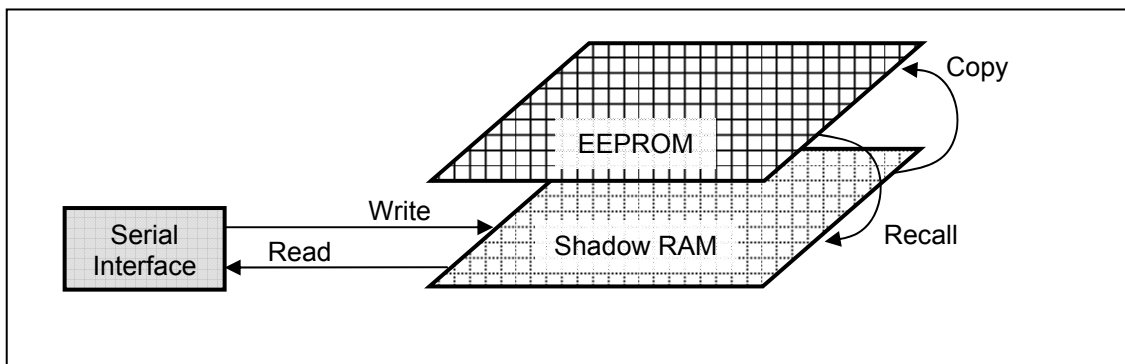 Copy
EEPROM
Write
Serial
Interface
Shadow RAM
Recall
Read